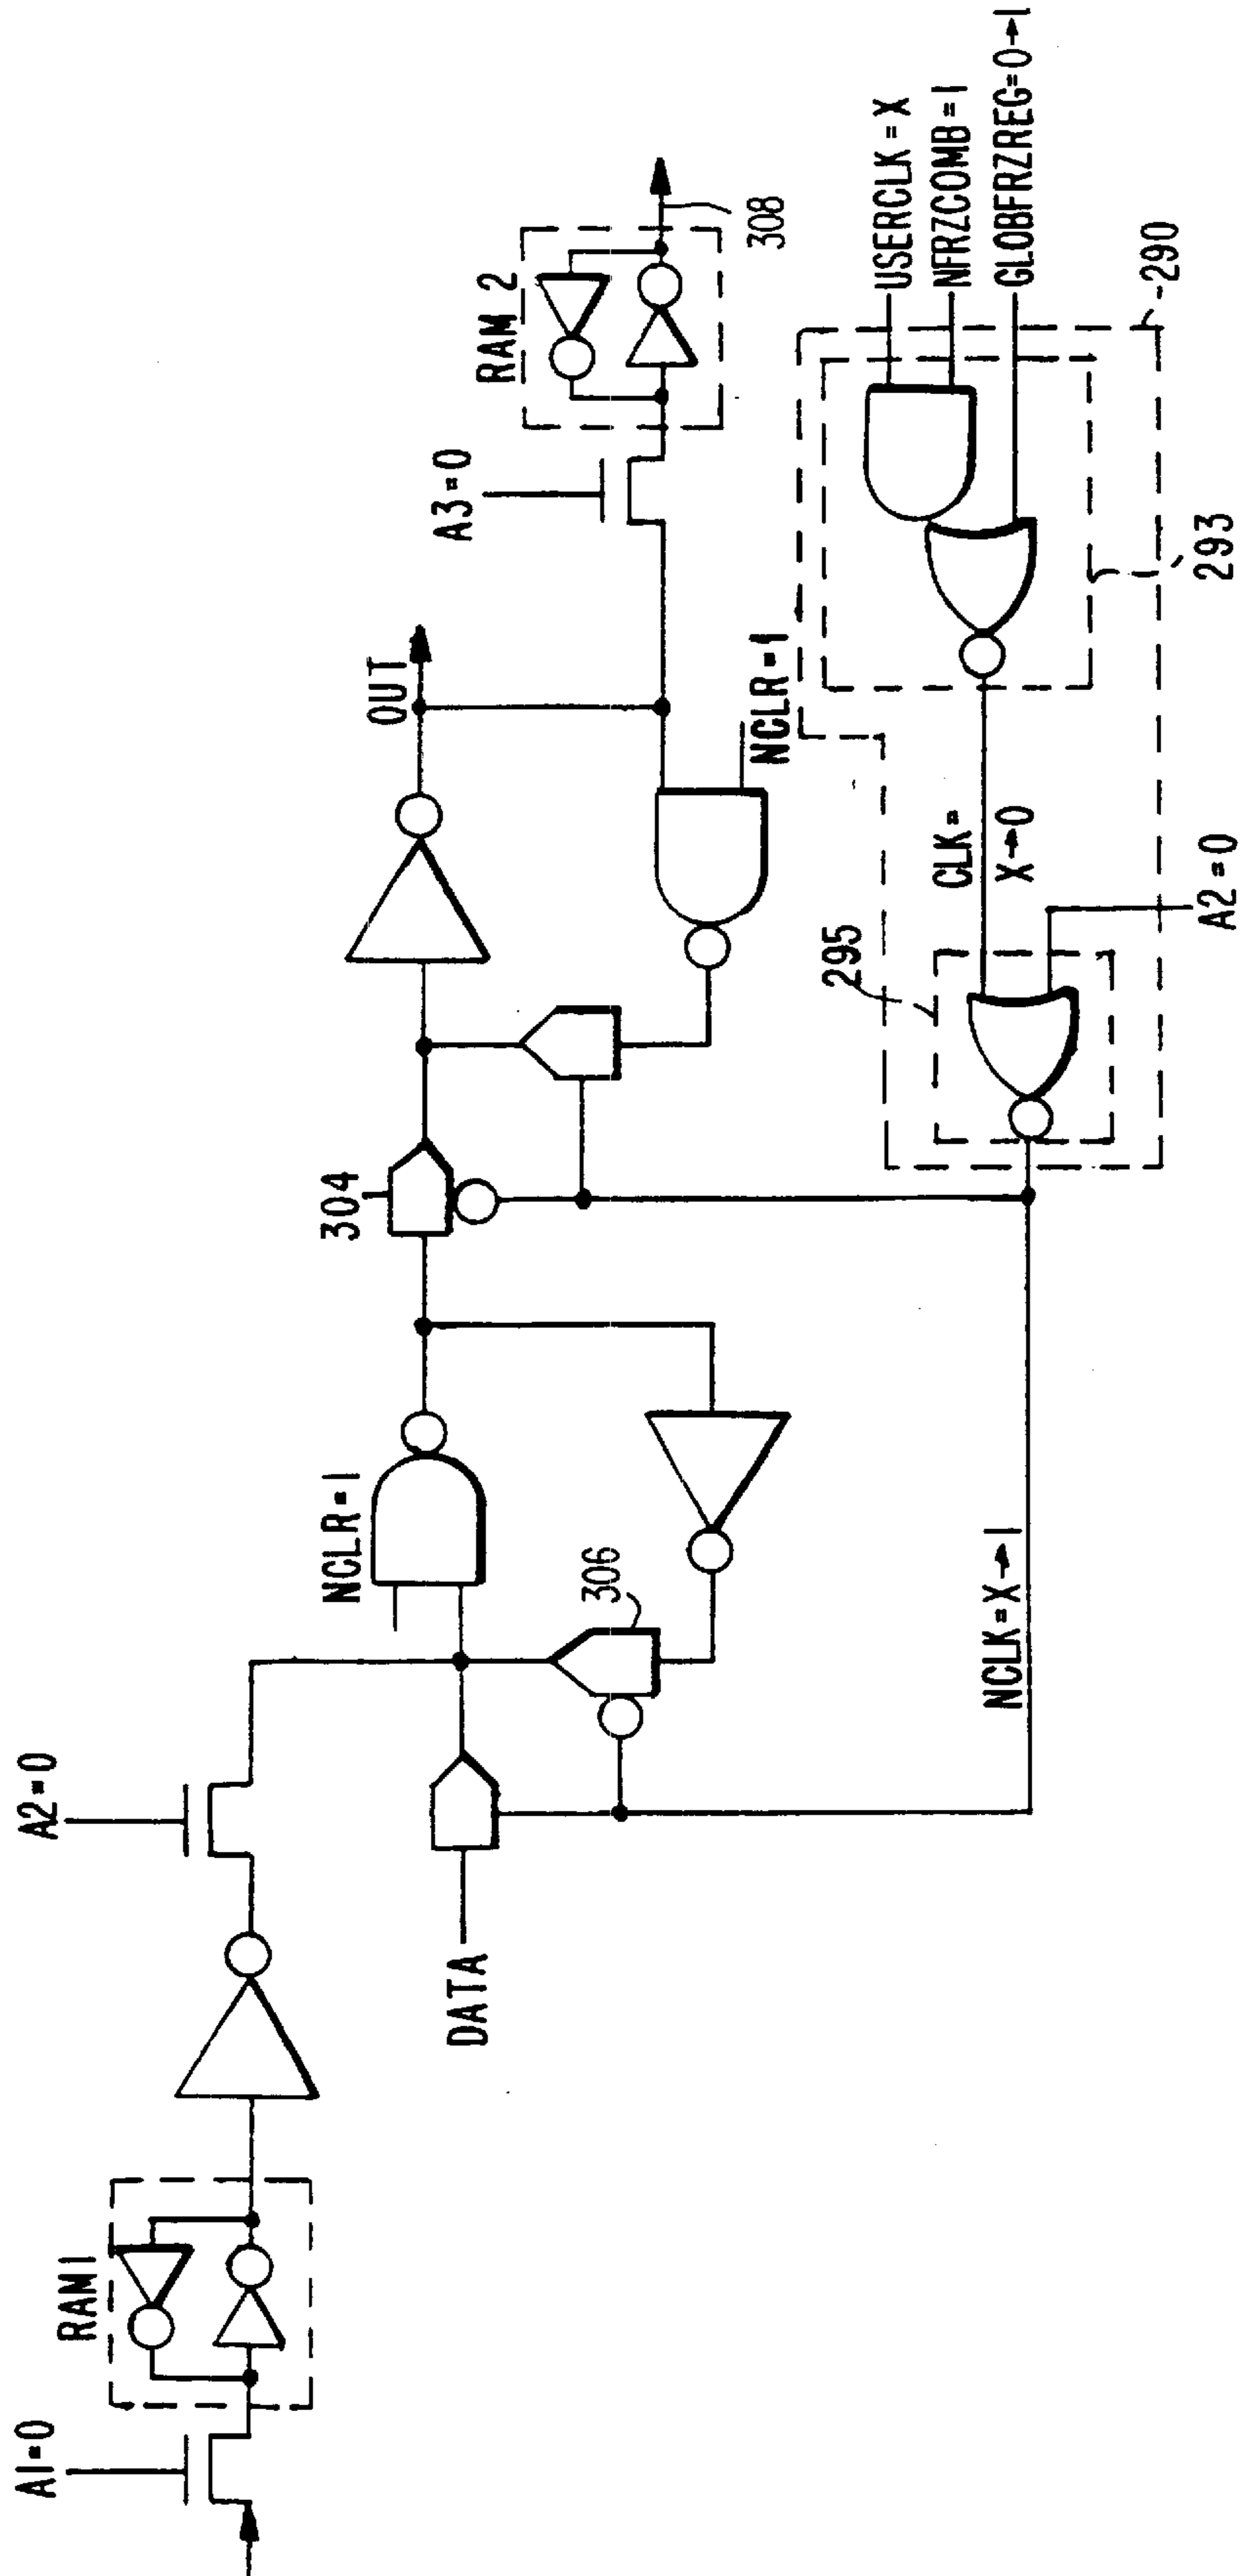 A1=0
RAM1
A2=0
DATA
NCLR=1
306
304
OUT
NCLR=1
A3=0
RAM 2
308
NCLK=X→1
295
CLK=
X→0
A2=0
USERCLK=X
NFRZCOMB=1
GLOBFRZREG=0→1
290
293